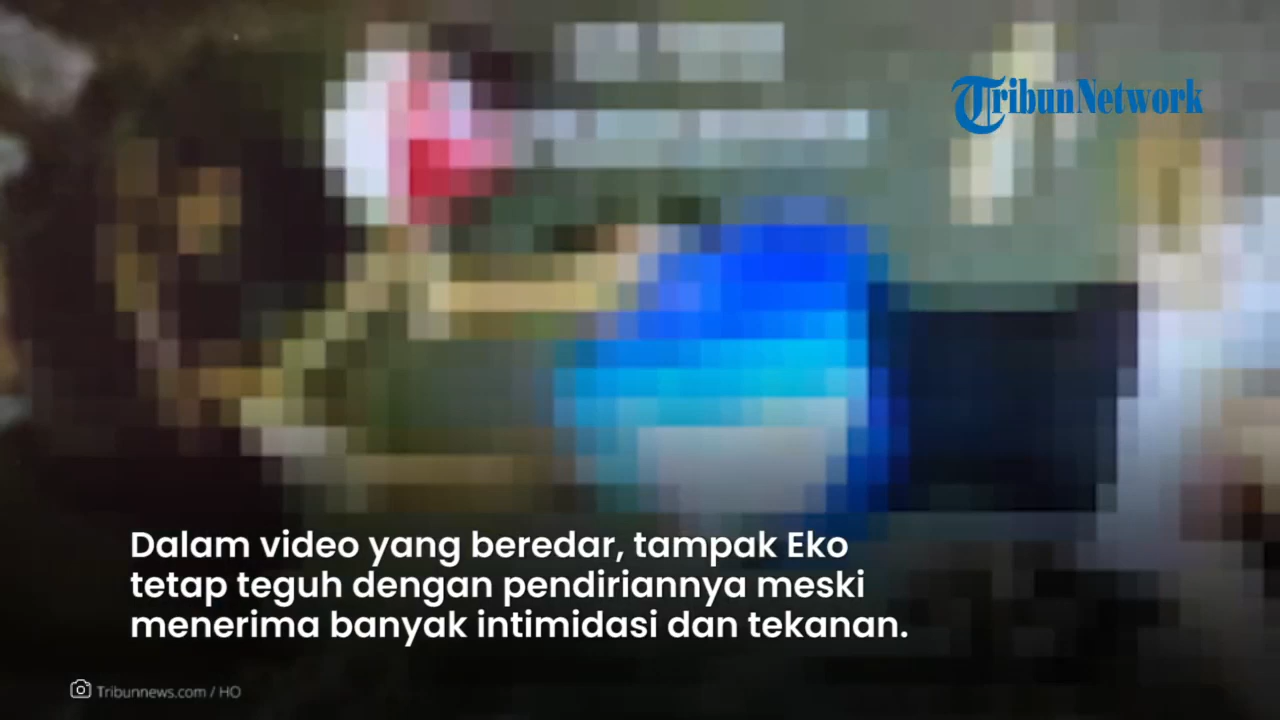 TribunNetwork
Dalam video yang beredar, tampak Eko
tetap teguh dengan pendiriannya meski
menerima banyak intimidasi dan tekanan.
Tribunnews.com / HO